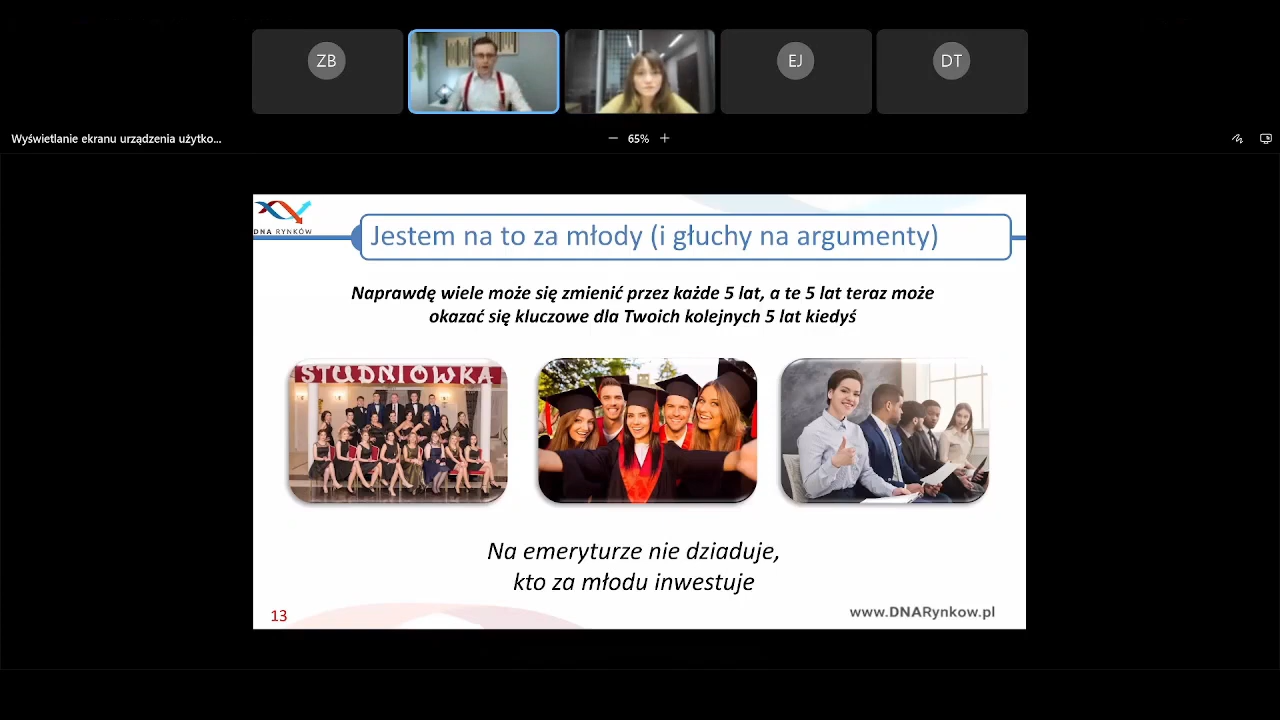 ZB
EJ
DT
Wyświetlanie ekranu urządzenia użytko...
65%
DNA RYNKÓW
Jestem na to za młody (i głuchy na argumenty)
Naprawdę wiele może się zmienić przez każde 5 lat, a te 5 lat teraz może
okazać się kluczowe dla Twoich kolejnych 5 lat kiedyś
STUDNIÓWKA
Na emeryturze nie dziaduje,
kto za młodu inwestuje
13
www.DNARynkow.pl